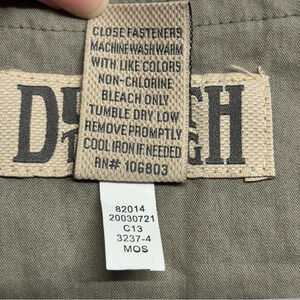 CLOSE FASTENERS
MACHINE WASH WARM
WITH LIKE COLORS
NON-CHLORINE
BLEACH ONLY
TUMBLE DRY LOW
REMOVE PROMPTLY
COOL IRON IF NEEDED
RN# 106803
82014
20030721
C13
3237-4
MOS